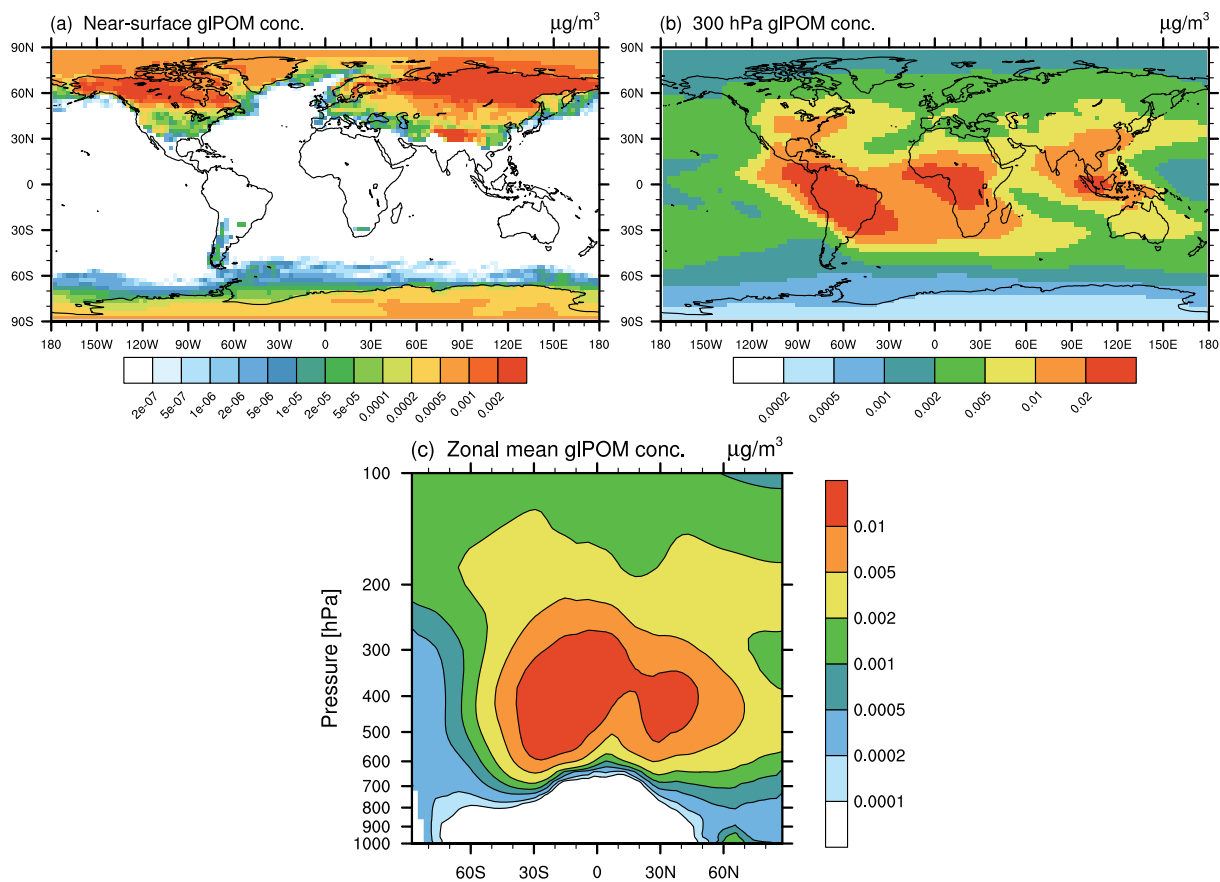 (a) Near-surface glPOM conc. μg/m³
90N
60N
30N
0
30S
60S
90S
180 150W 120W 90W 60W 30W 0 30E 60E 90E 120E 150E 180
2e-07 5e-07 1e-06 2e-06 5e-06 1e-05 2e-05 5e-05 0.0001 0.0002 0.0005 0.001 0.002
(b) 300 hPa glPOM conc. μg/m³
90N
60N
30N
0
30S
60S
90S
180 150W 120W 90W 60W 30W 0 30E 60E 90E 120E 150E 180
0.0002 0.0005 0.001 0.002 0.005 0.01 0.02
(c) Zonal mean glPOM conc. μg/m³
Pressure [hPa]
100
200
300
400
500
600
700
800
900
1000
60S 30S 0 30N 60N
0.01
0.005
0.002
0.001
0.0005
0.0002
0.0001